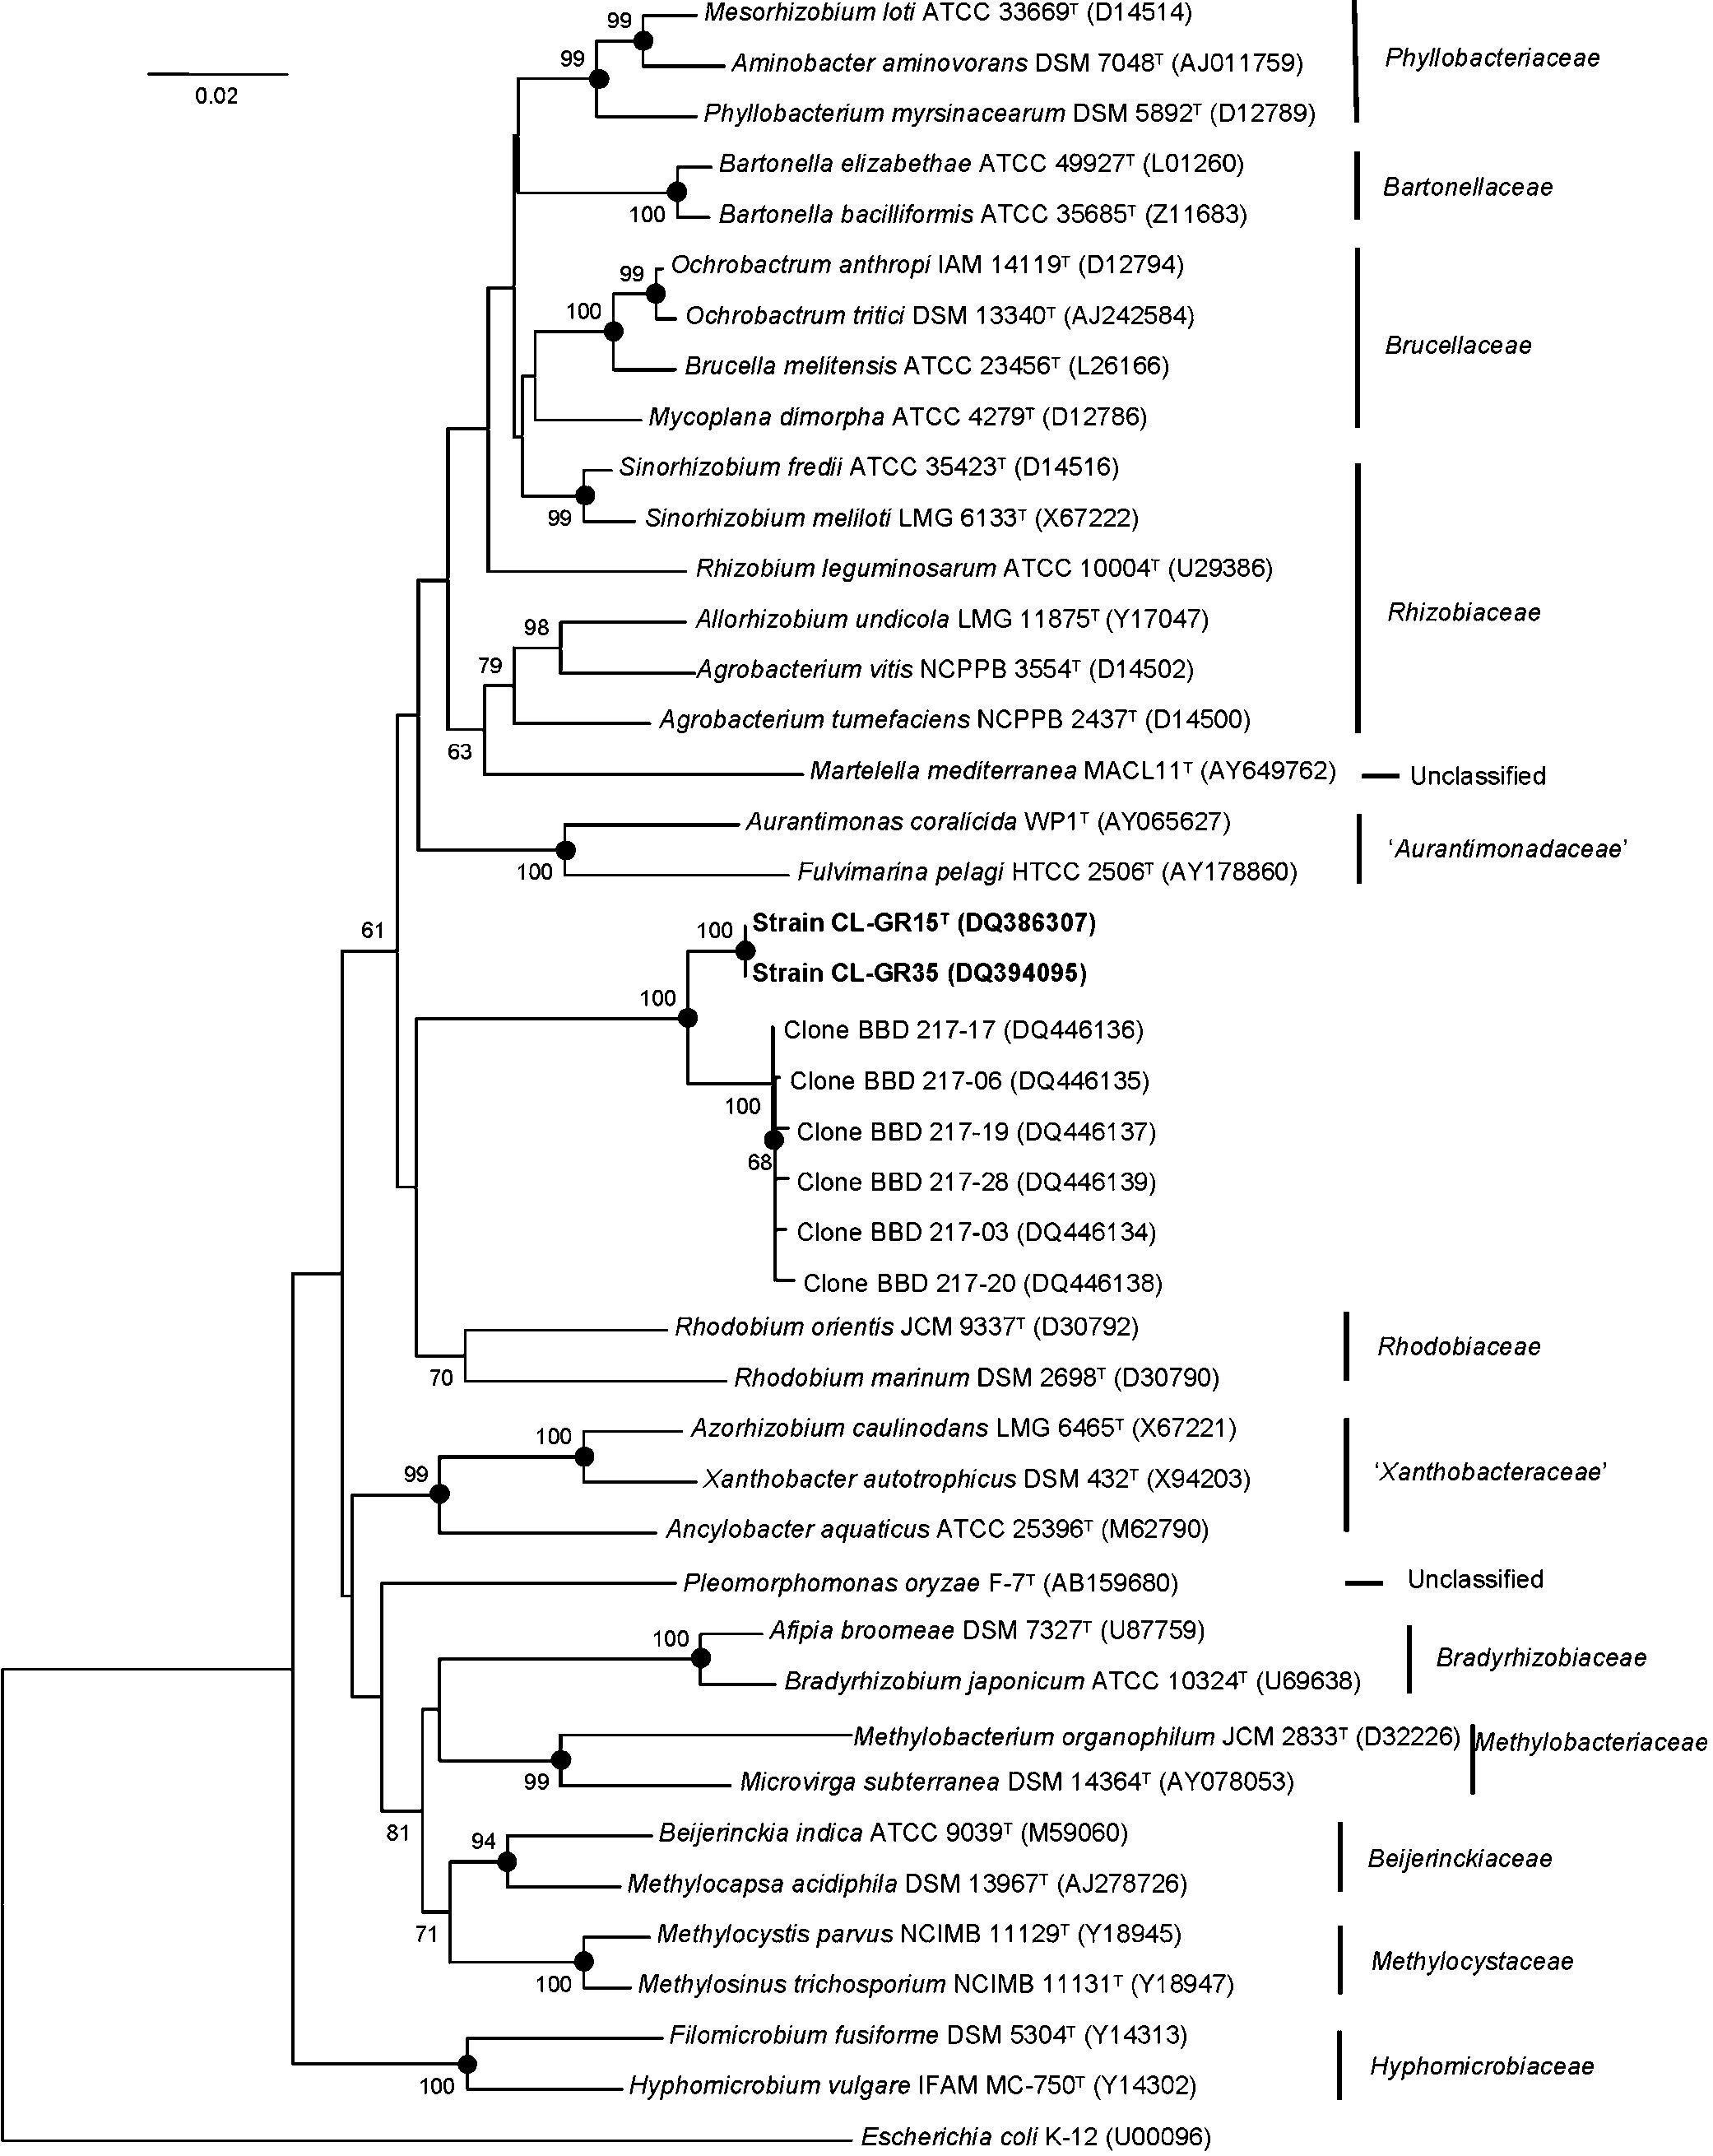 99
Mesorhizobium loti ATCC 33669ᵀ (D14514)
99
Aminobacter aminovorans DSM 7048ᵀ (AJ011759)
Phyllobacteriaceae
0.02
Phyllobacterium myrsinacearum DSM 5892ᵀ (D12789)
Bartonella elizabethae ATCC 49927ᵀ (L01260)
Bartonellaceae
100
Bartonella bacilliformis ATCC 35685ᵀ (Z11683)
99
Ochrobactrum anthropi IAM 14119ᵀ (D12794)
100
Ochrobactrum tritici DSM 13340ᵀ (AJ242584)
Brucellaceae
Brucella melitensis ATCC 23456ᵀ (L26166)
Mycoplana dimorpha ATCC 4279ᵀ (D12786)
Sinorhizobium fredii ATCC 35423ᵀ (D14516)
99
Sinorhizobium meliloti LMG 6133ᵀ (X67222)
Rhizobium leguminosarum ATCC 10004ᵀ (U29386)
Rhizobiaceae
98
Allorhizobium undicola LMG 11875ᵀ (Y17047)
79
Agrobacterium vitis NCPPB 3554ᵀ (D14502)
Agrobacterium tumefaciens NCPPB 2437ᵀ (D14500)
63
Martelella mediterranea MACL11ᵀ (AY649762)
Unclassified
Aurantimonas coralicida WP1ᵀ (AY065627)
‘Aurantimonadaceae’
100
Fulvimarina pelagi HTCC 2506ᵀ (AY178860)
61
100
Strain CL-GR15ᵀ (DQ386307)
Strain CL-GR35 (DQ394095)
100
Clone BBD 217-17 (DQ446136)
Clone BBD 217-06 (DQ446135)
100
Clone BBD 217-19 (DQ446137)
68
Clone BBD 217-28 (DQ446139)
Clone BBD 217-03 (DQ446134)
Clone BBD 217-20 (DQ446138)
Rhodobium orientis JCM 9337ᵀ (D30792)
Rhodobiaceae
70
Rhodobium marinum DSM 2698ᵀ (D30790)
100
Azorhizobium caulinodans LMG 6465ᵀ (X67221)
99
Xanthobacter autotrophicus DSM 432ᵀ (X94203)
‘Xanthobacteraceae’
Ancylobacter aquaticus ATCC 25396ᵀ (M62790)
Pleomorphomonas oryzae F-7ᵀ (AB159680)
Unclassified
100
Afipia broomeae DSM 7327ᵀ (U87759)
Bradyrhizobiaceae
Bradyrhizobium japonicum ATCC 10324ᵀ (U69638)
Methylobacterium organophilum JCM 2833ᵀ (D32226)
Methylobacteriaceae
99
Microvirga subterranea DSM 14364ᵀ (AY078053)
81
94
Beijerinckia indica ATCC 9039ᵀ (M59060)
Beijerinckiaceae
Methylocapsa acidiphila DSM 13967ᵀ (AJ278726)
71
Methylocystis parvus NCIMB 11129ᵀ (Y18945)
Methylocystaceae
100
Methylosinus trichosporium NCIMB 11131ᵀ (Y18947)
Filomicrobium fusiforme DSM 5304ᵀ (Y14313)
Hyphomicrobiaceae
100
Hyphomicrobium vulgare IFAM MC-750ᵀ (Y14302)
Escherichia coli K-12 (U00096)